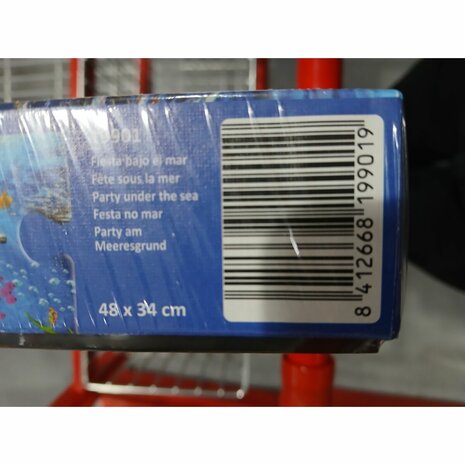 19901
Fiesta bajo el mar
Fête sous la mer
Party under the sea
Festa no mar
Party am
Meeresgrund
48 x 34 cm
8 412668 199019